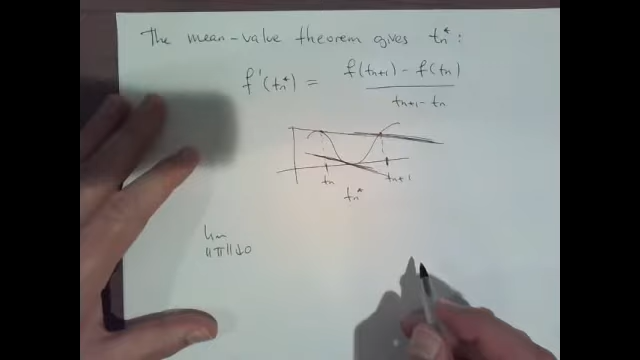 The mean-value theorem gives tₙ*:
f'(tₙ*) = f(tₙ₊₁) - f(tₙ) / tₙ₊₁ - tₙ
tₙ tₙ₊₁
tₙ*
lim
||Π||↓0